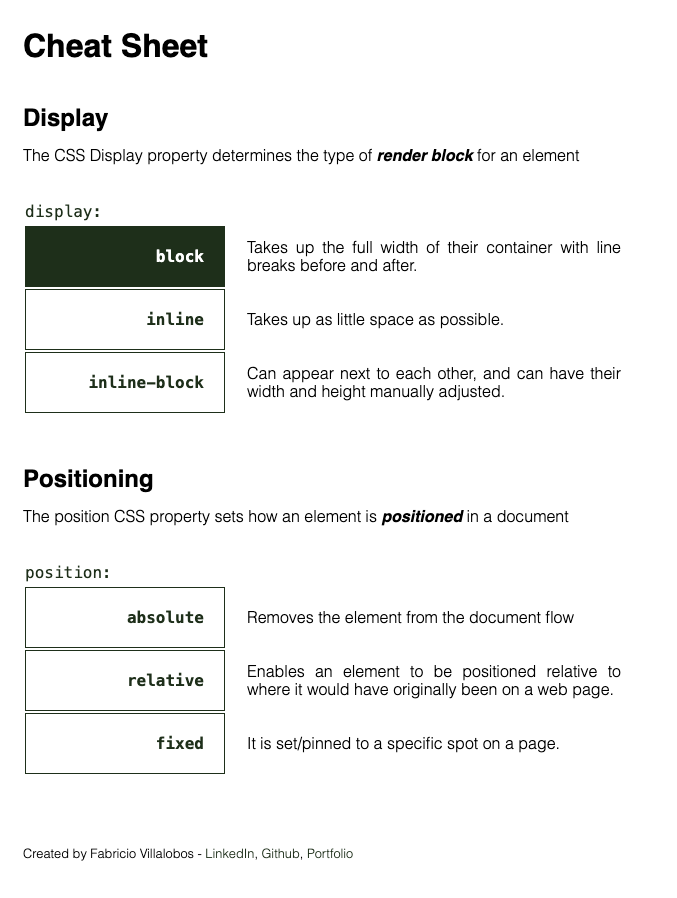 Cheat Sheet
Display
The CSS Display property determines the type of render block for an element
display:
block
Takes up the full width of their container with line
breaks before and after.
inline
Takes up as little space as possible.
inline-block
Can appear next to each other, and can have their
width and height manually adjusted.
Positioning
The position CSS property sets how an element is positioned in a document
position:
absolute
Removes the element from the document flow
relative
Enables an element to be positioned relative to
where it would have originally been on a web page.
fixed
It is set/pinned to a specific spot on a page.
Created by Fabricio Villalobos - LinkedIn, Github, Portfolio